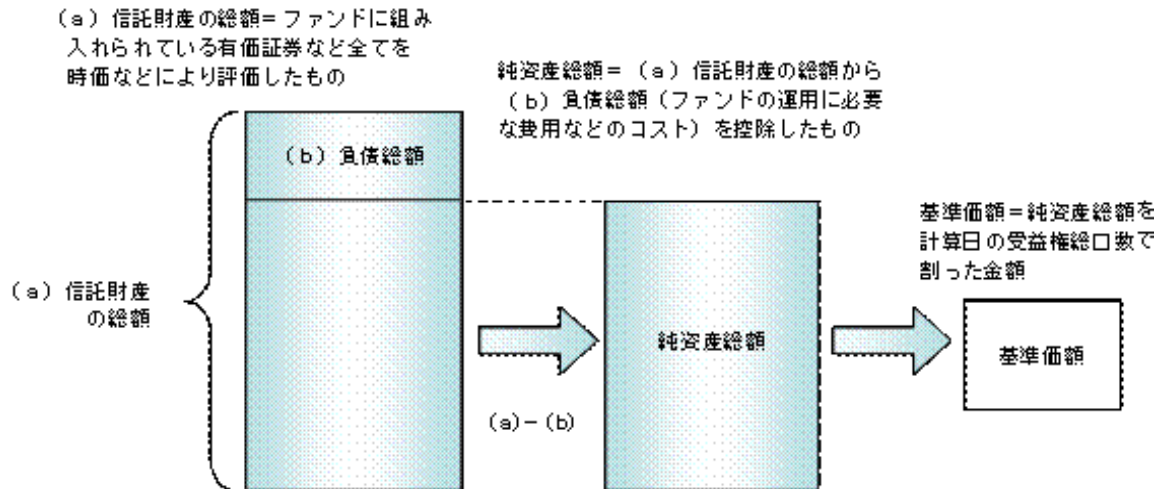 (a)信託財産の総額=ファンドに組み
入れられている有価証券など全てを
時価などにより評価したもの
純資産総額=(a)信託財産の総額から
(b)負債総額(ファンドの運用に必要
な費用などのコスト)を控除したもの
(b)負債総額
基準価額=純資産総額を
計算日の受益権総口数で
割った金額
(a)信託財産
の総額
純資産総額
基準価額
(a)-(b)